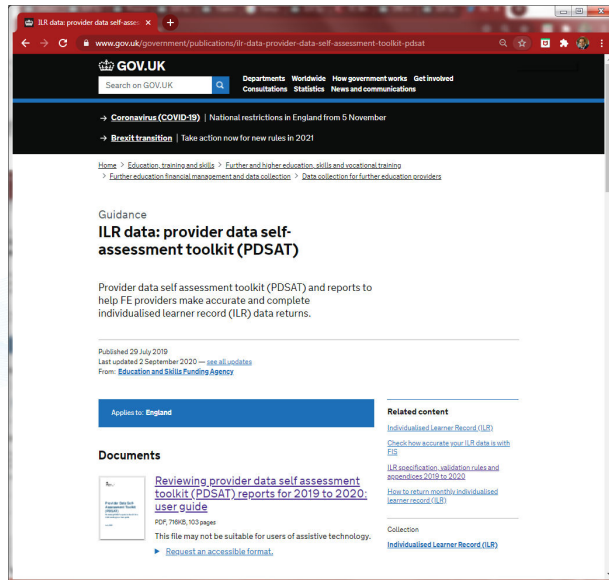 ILR data: provider data self-asses
www.gov.uk/government/publications/ilr-data-provider-data-self-assessment-toolkit-pdsat
GOV.UK
Search on GOV.UK
Departments Worldwide How government works Get involved
Consultations Statistics News and communications
→ Coronavirus (COVID-19) | National restrictions in England from 5 November
→ Brexit transition | Take action now for new rules in 2021
Home > Education, training and skills > Further and higher education, skills and vocational training
> Further education financial management and data collection > Data collection for further education providers
Guidance
ILR data: provider data self-
assessment toolkit (PDSAT)
Provider data self assessment toolkit (PDSAT) and reports to
help FE providers make accurate and complete
individualised learner record (ILR) data returns.
Published 29 July 2019
Last updated 2 September 2020 — see all updates
From: Education and Skills Funding Agency
Applies to: England
Documents
Provider Data Self
Assessment Toolkit
(PDSAT)
Reviewing provider data self assessment
toolkit (PDSAT) reports for 2019 to 2020:
user guide
PDF, 716KB, 103 pages
This file may not be suitable for users of assistive technology.
Request an accessible format.
Related content
Individualised Learner Record (ILR)
Check how accurate your ILR data is with
FIS
ILR specification, validation rules and
appendices 2019 to 2020
How to return monthly individualised
learner record (ILR)
Collection
Individualised Learner Record (ILR)